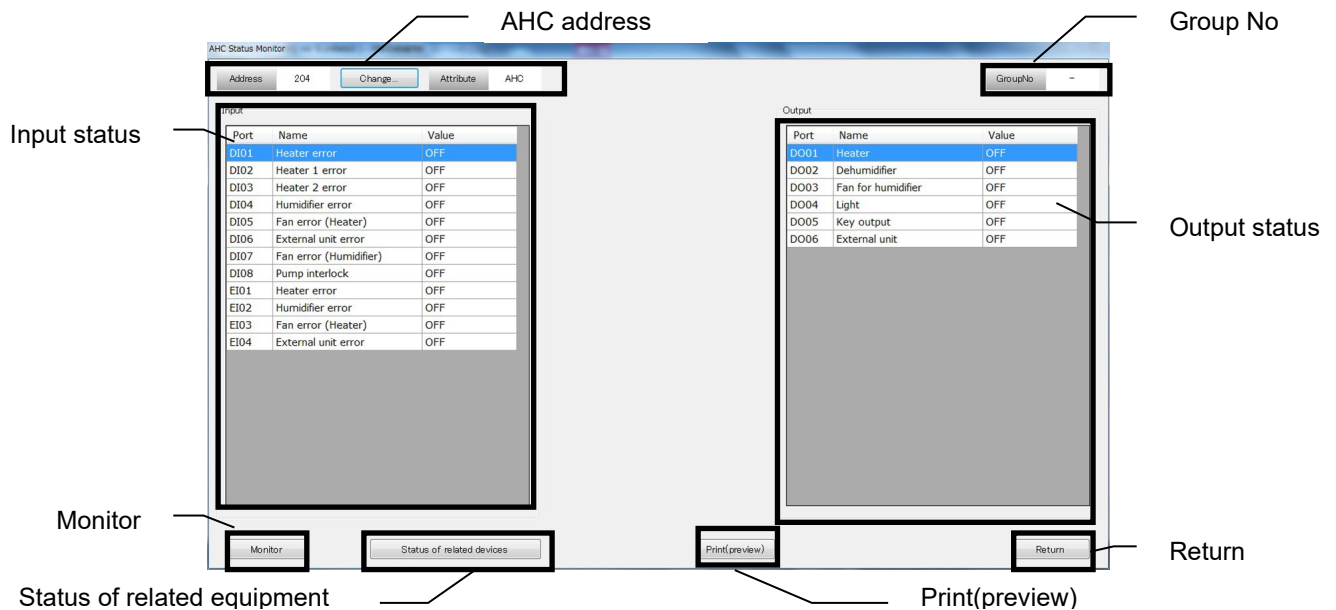 AHC address
Group No
AHC Status Monitor
Address 204 Change... Attribute AHC
GroupNo -
Input status
Input
Port Name Value
DI01 Heater error OFF
DI02 Heater 1 error OFF
DI03 Heater 2 error OFF
DI04 Humidifier error OFF
DI05 Fan error (Heater) OFF
DI06 External unit error OFF
DI07 Fan error (Humidifier) OFF
DI08 Pump interlock OFF
EI01 Heater error OFF
EI02 Humidifier error OFF
EI03 Fan error (Heater) OFF
EI04 External unit error OFF
Output
Port Name Value
DO01 Heater OFF
DO02 Dehumidifier OFF
DO03 Fan for humidifier OFF
DO04 Light OFF
DO05 Key output OFF
DO06 External unit OFF
Output status
Monitor
Monitor
Status of related devices
Print(preview)
Return
Return
Status of related equipment
Print(preview)